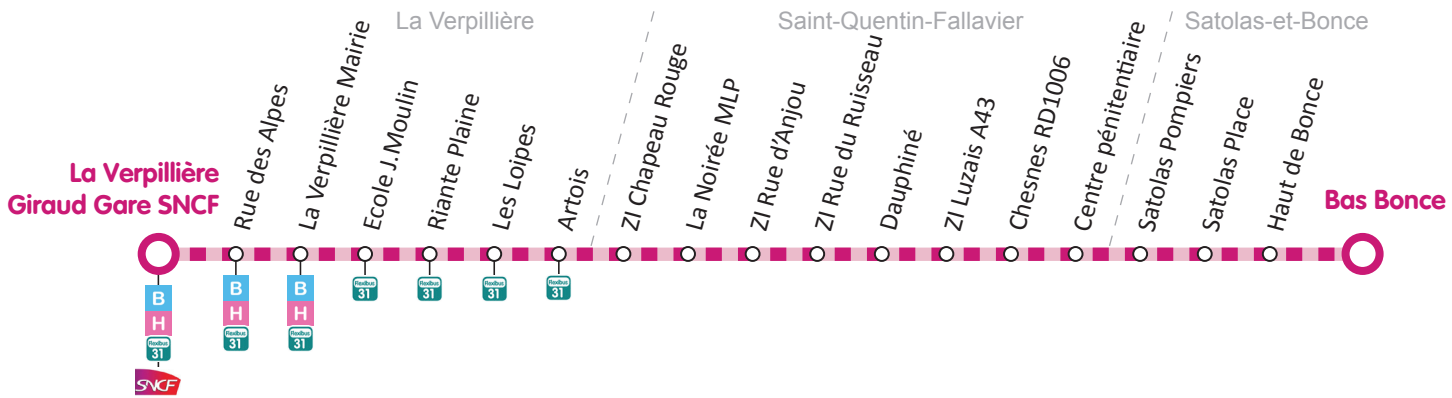 La Verpillière
Saint-Quentin-Fallavier
Satolas-et-Bonce
La Verpillière
Giraud Gare SNCF
Rue des Alpes
La Verpillière Mairie
Ecole J.Moulin
Riante Plaine
Les Loipes
Artois
ZI Chapeau Rouge
La Noirée MLP
ZI Rue d'Anjou
ZI Rue du Ruisseau
Dauphiné
ZI Luzais A43
Chesnes RD1006
Centre pénitentiaire
Satolas Pompiers
Satolas Place
Haut de Bonce
Bas Bonce
B
H
flexibus
31
SNCF
B
H
flexibus
31
B
H
flexibus
31
flexibus
31
flexibus
31
flexibus
31
flexibus
31